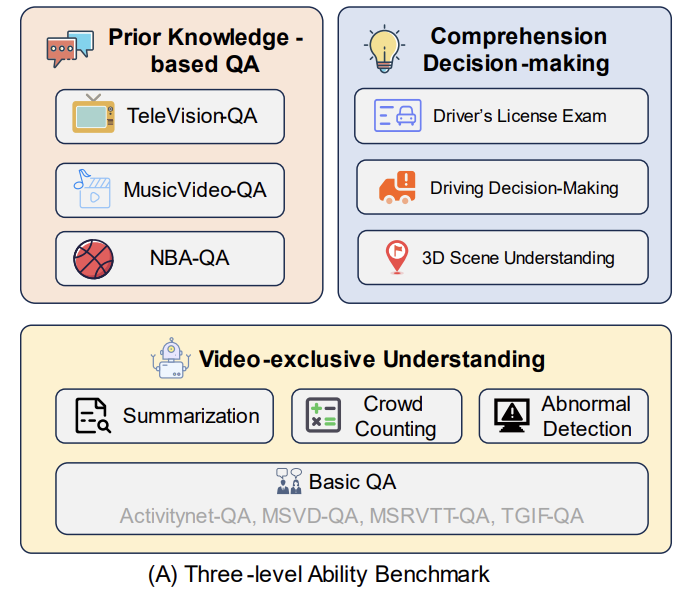 Prior Knowledge-
based QA
TeleVision-QA
MusicVideo-QA
NBA-QA
Comprehension
Decision-making
Driver's License Exam
Driving Decision-Making
3D Scene Understanding
Video-exclusive Understanding
Summarization
Crowd
Counting
Abnormal
Detection
Basic QA
Activitynet-QA, MSVD-QA, MSRVTT-QA, TGIF-QA
(A) Three-level Ability Benchmark